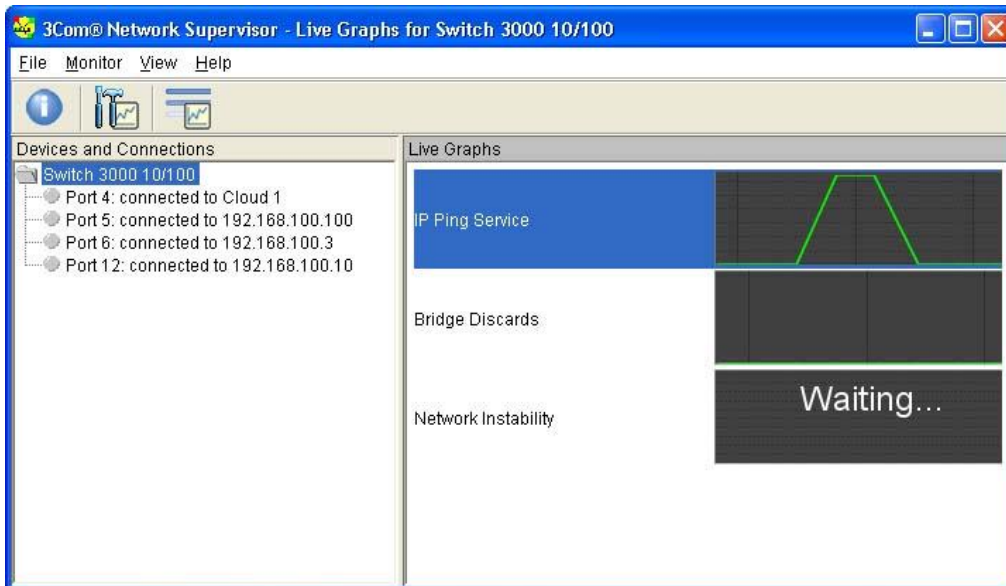 3Com® Network Supervisor - Live Graphs for Switch 3000 10/100
File Monitor View Help
Devices and Connections
Switch 3000 10/100
Port 4: connected to Cloud 1
Port 5: connected to 192.168.100.100
Port 6: connected to 192.168.100.3
Port 12: connected to 192.168.100.10
Live Graphs
IP Ping Service
Bridge Discards
Network Instability
Waiting...